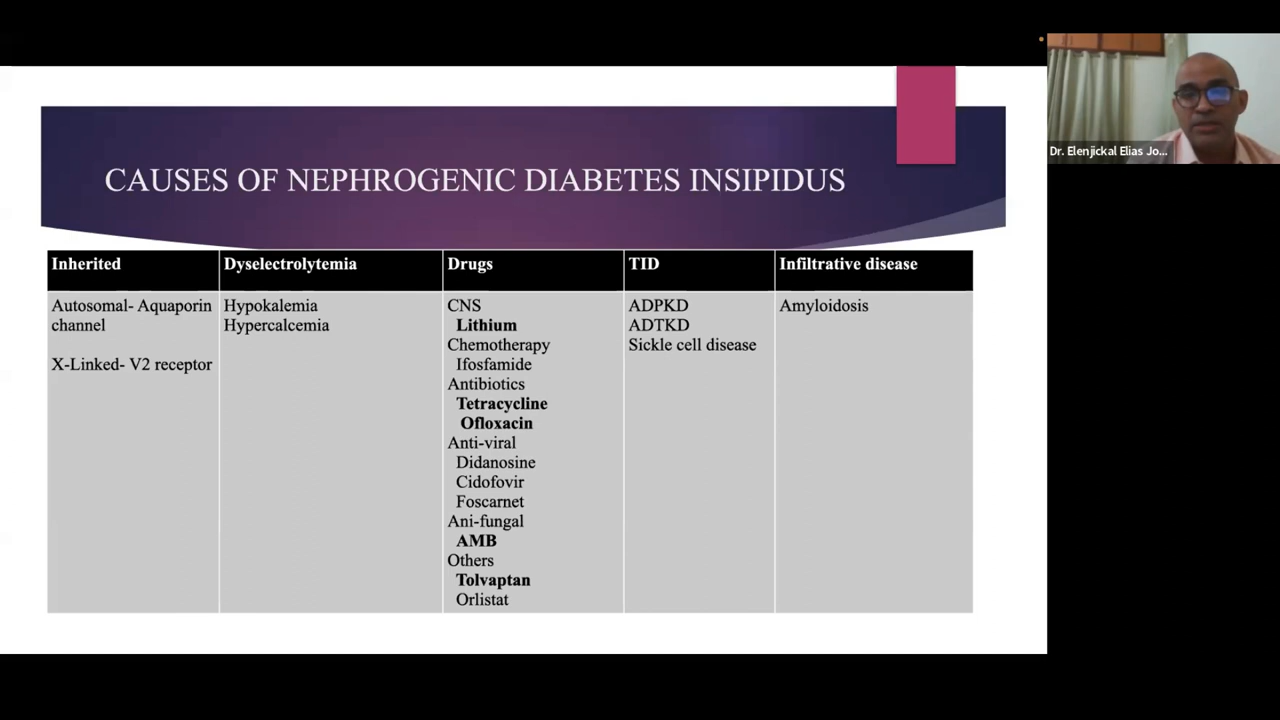 Dr. Elenjickal Elias Jo...
CAUSES OF NEPHROGENIC DIABETES INSIPIDUS
Inherited
Autosomal- Aquaporin
channel
X-Linked- V2 receptor
Dyselectrolytemia
Hypokalemia
Hypercalcemia
Drugs
CNS
Lithium
Chemotherapy
Ifosfamide
Antibiotics
Tetracycline
Ofloxacin
Anti-viral
Didanosine
Cidofovir
Foscarnet
Ani-fungal
AMB
Others
Tolvaptan
Orlistat
TID
ADPKD
ADTKD
Sickle cell disease
Infiltrative disease
Amyloidosis